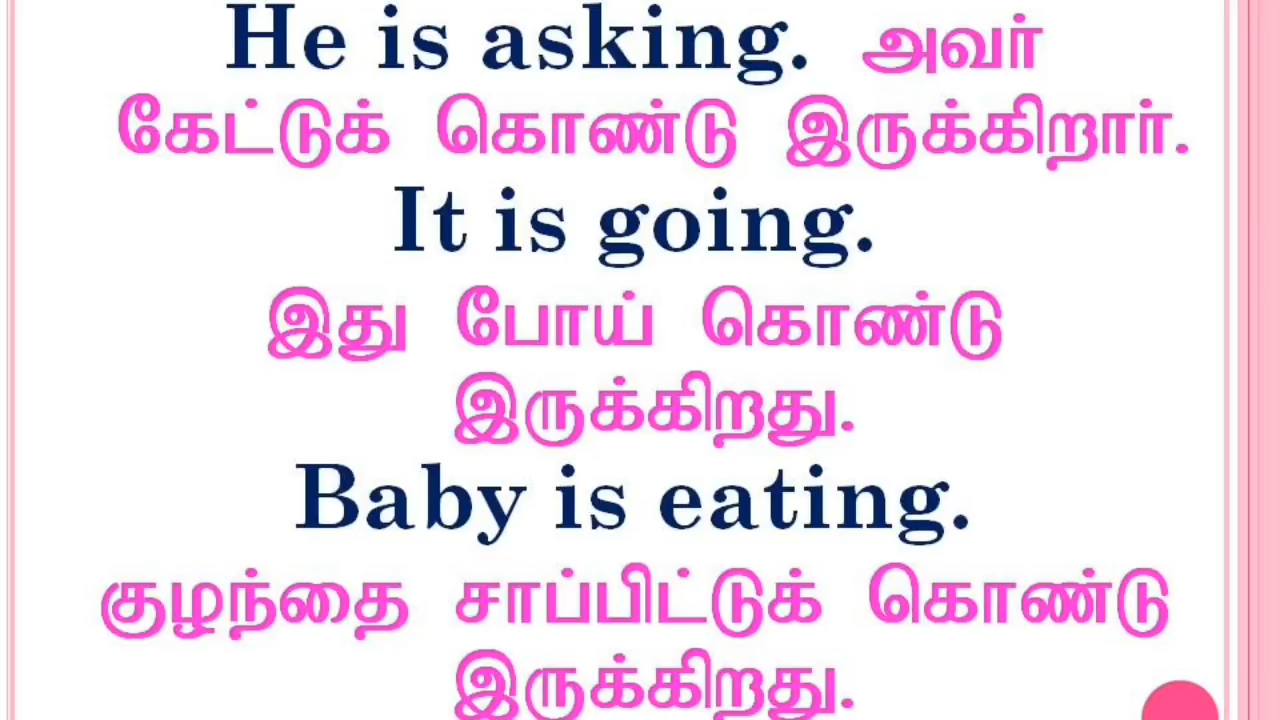 He is asking. அவர்
கேட்டுக் கொண்டு இருக்கிறார்.
It is going.
இது போய் கொண்டு
இருக்கிறது.
Baby is eating.
குழந்தை சாப்பிட்டுக் கொண்டு
இருக்கிறது.